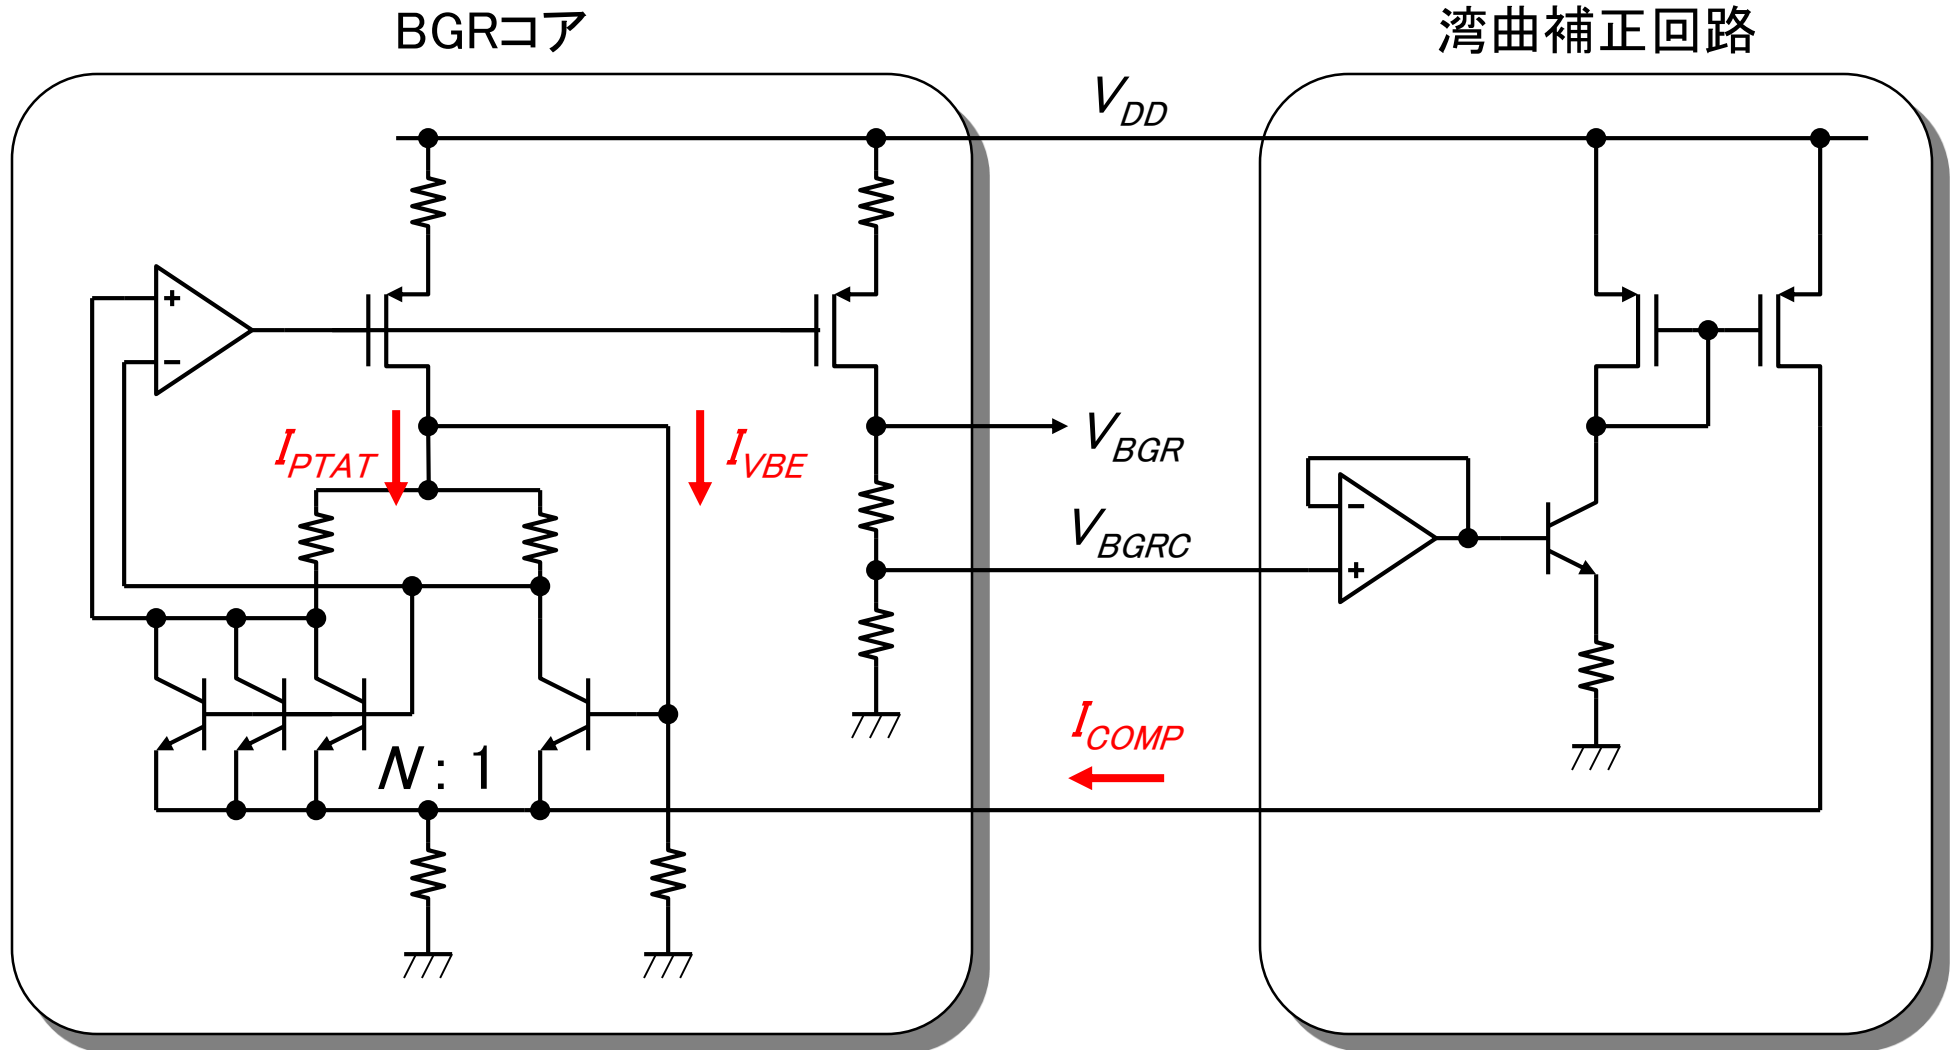 BGRコア
湾曲補正回路
VDD
+
−
IPTAT
IVBE
VBGR
VBGRC
−
+
N : 1
ICOMP